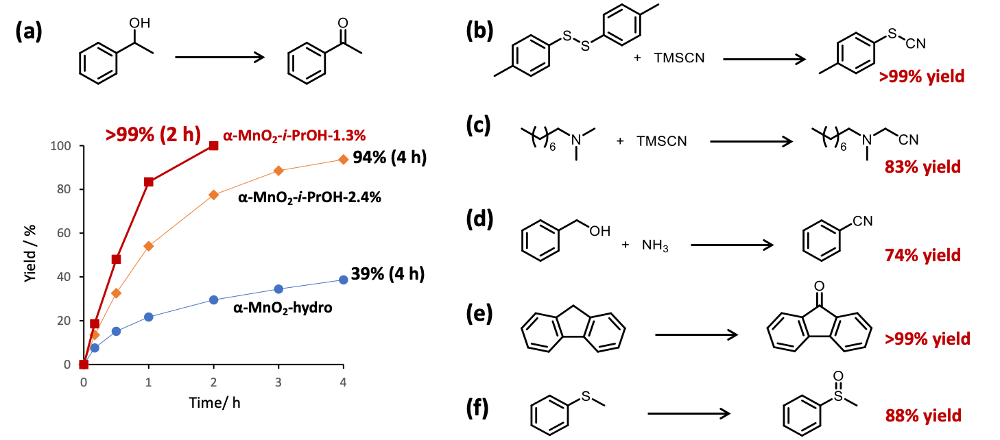 (a)
OH
O
>99% (2 h)
α-MnO₂-i-PrOH-1.3%
94% (4 h)
α-MnO₂-i-PrOH-2.4%
39% (4 h)
α-MnO₂-hydro
Yield / %
100
80
60
40
20
0
0 1 2 3 4
Time/ h
(b)
S
S
+ TMSCN
S
CN
>99% yield
(c)
6
N
+ TMSCN
6
N
CN
83% yield
(d)
OH
+ NH₃
CN
74% yield
(e)
O
>99% yield
(f)
S
O
S
88% yield